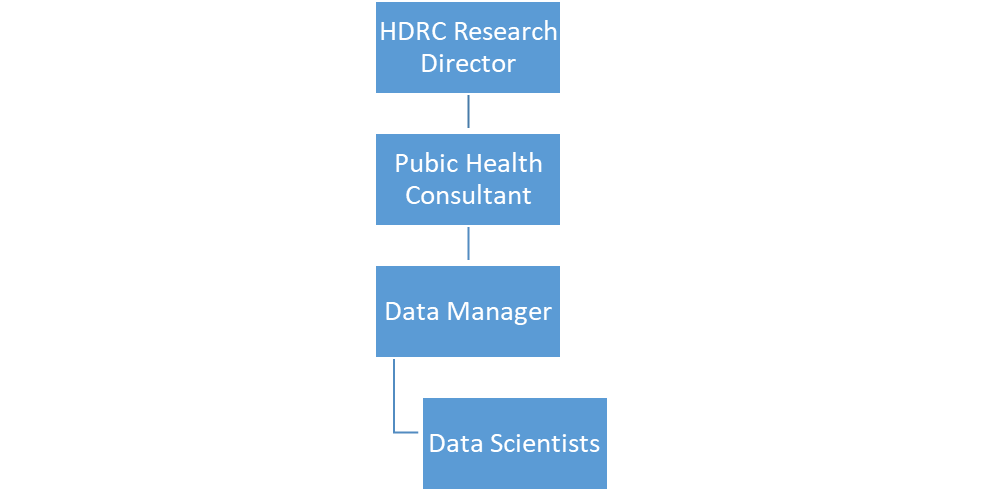 HDRC Research
Director
Pubic Health
Consultant
Data Manager
Data Scientists